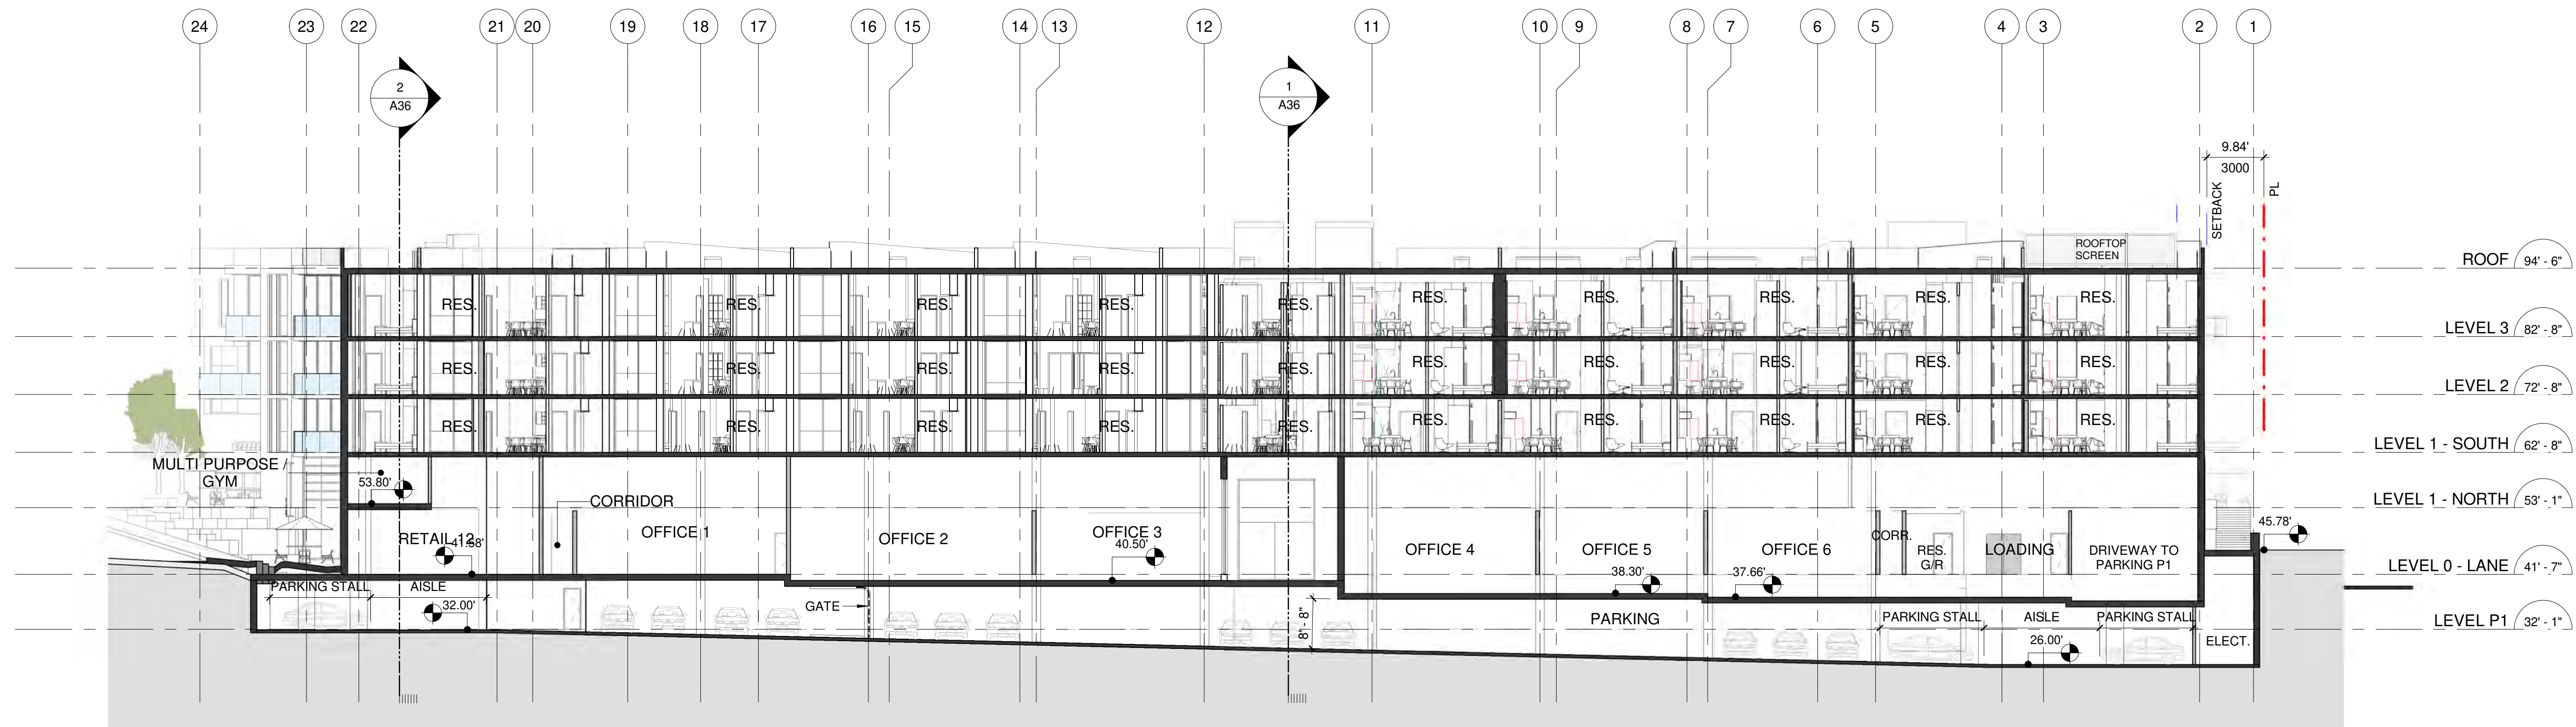 24 23 22 21 20 19 18 17 16 15 14 13 12 11 10 9 8 7 6 5 4 3 2 1
2
A36
1
A36
9.84'
3000
SETBACK
PL
ROOFTOP
SCREEN
ROOF 94' - 6"
RES. RES. RES. RES. RES. RES. RES. RES. RES. RES.
LEVEL 3 82' - 8"
RES. RES. RES. RES. RES. RES. RES. RES. RES. RES.
LEVEL 2 72' - 8"
RES. RES. RES. RES. RES. RES. RES. RES. RES. RES.
LEVEL 1 - SOUTH 62' - 8"
MULTI PURPOSE /
GYM
53.80'
CORRIDOR
LEVEL 1 - NORTH 53' - 1"
45.78'
RETAIL 12
41.58'
OFFICE 1
OFFICE 2
OFFICE 3
40.50'
OFFICE 4
OFFICE 5
38.30'
OFFICE 6
37.66'
CORR.
RES.
G/R
LOADING
DRIVEWAY TO
PARKING P1
LEVEL 0 - LANE 41' - 7"
PARKING STALL
AISLE
32.00'
GATE
8' - 8"
PARKING
PARKING STALL
AISLE
PARKING STALL
26.00'
ELECT.
LEVEL P1 32' - 1"